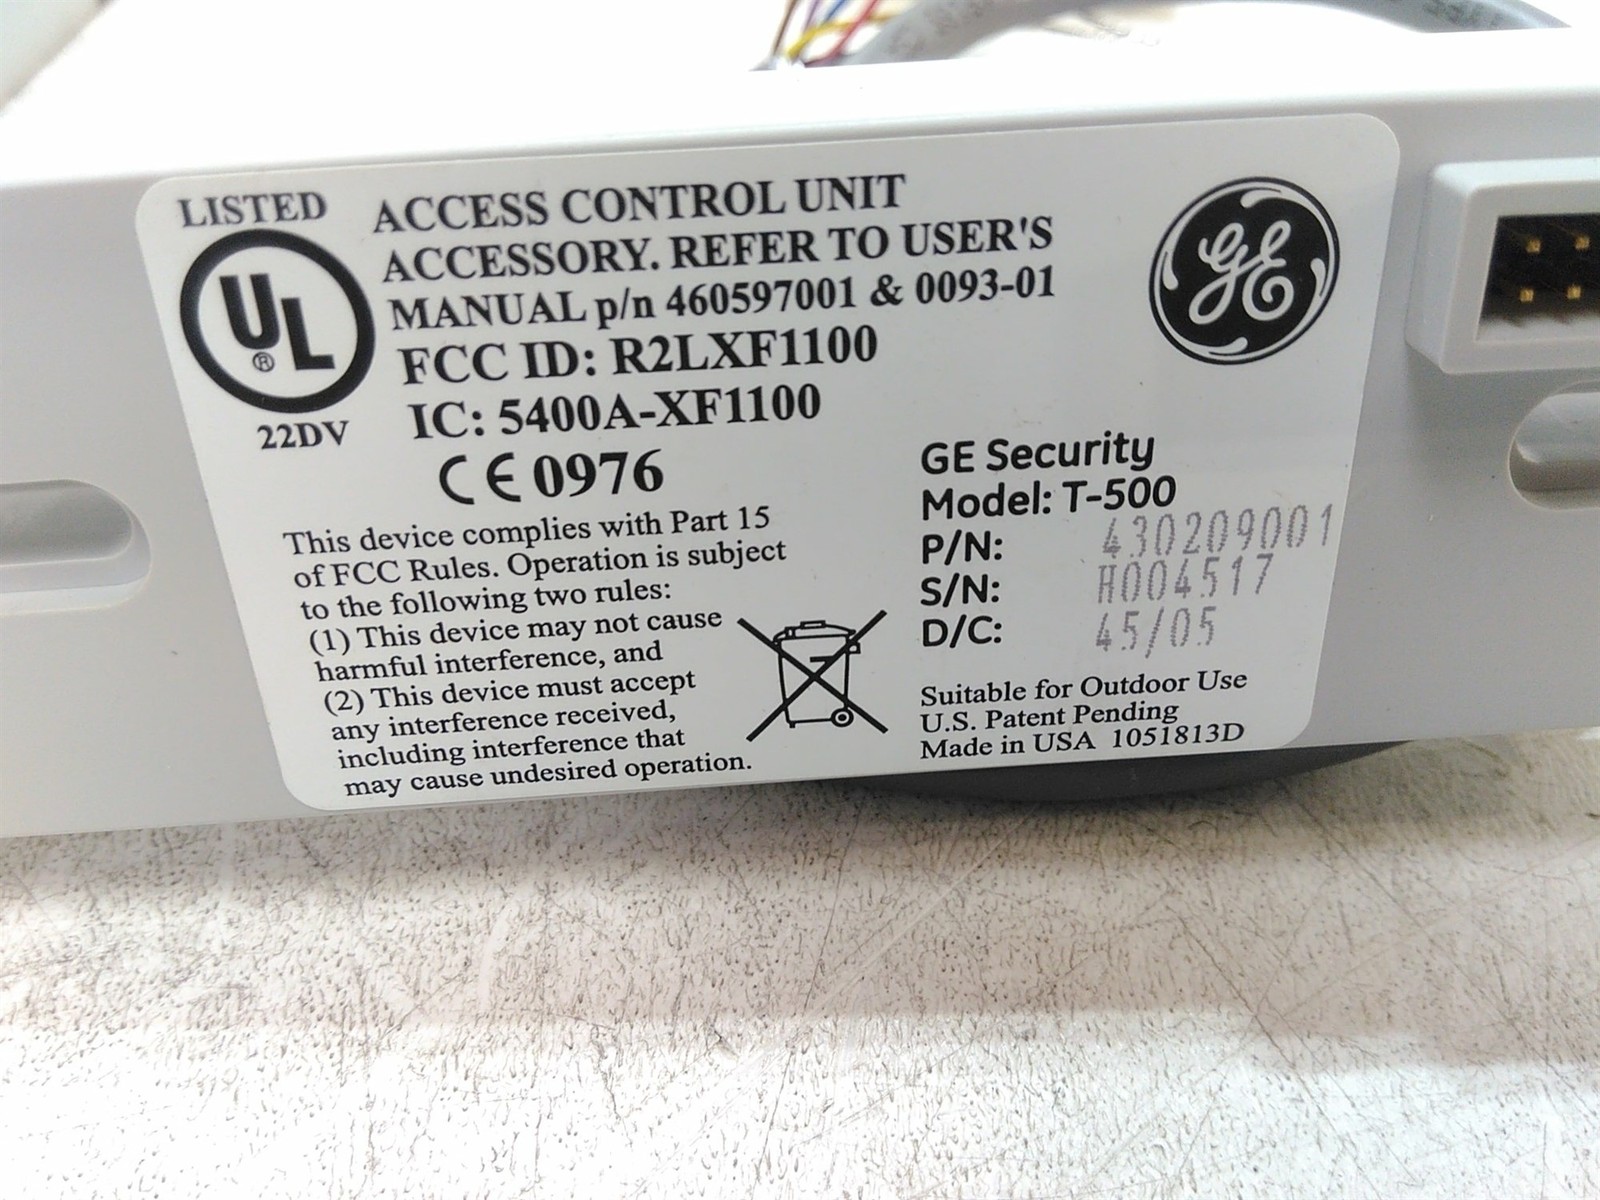 LISTED
UL®
22DV
ACCESS CONTROL UNIT
ACCESSORY. REFER TO USER'S
MANUAL p/n 460597001 & 0093-01
FCC ID: R2LXF1100
IC: 5400A-XF1100
CE 0976
This device complies with Part 15
of FCC Rules. Operation is subject
to the following two rules:
(1) This device may not cause
harmful interference, and
(2) This device must accept
any interference received,
including interference that
may cause undesired operation.
GE
GE Security
Model: T-500
P/N: 430209001
S/N: H004517
D/C: 45/05
Suitable for Outdoor Use
U.S. Patent Pending
Made in USA 1051813D